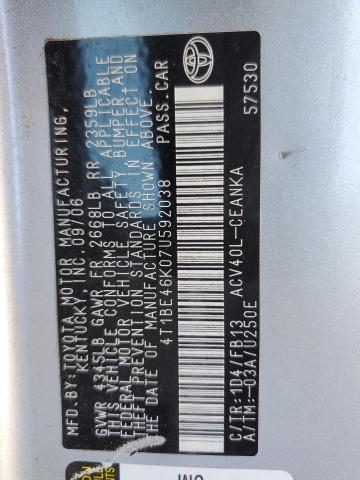 MFD.BY:TOYOTA MOTOR MANUFACTURING,
KENTUCKY, INC.09/06
GVWR 4345LB GAWR FR 2668LB RR 2359LB
THIS VEHICLE CONFORMS TO ALL APPLICABLE
FEDERAL MOTOR VEHICLE SAFETY, BUMPER, AND
THEFT PREVENTION STANDARDS IN EFFECT ON
THE DATE OF MANUFACTURE SHOWN ABOVE.
4T1BE46K07U592038 PASS.CAR
C/TR:1D4/FB13 ACV40L-CEANKA
A/TM:-03A/U250E 57530
TOYOTA